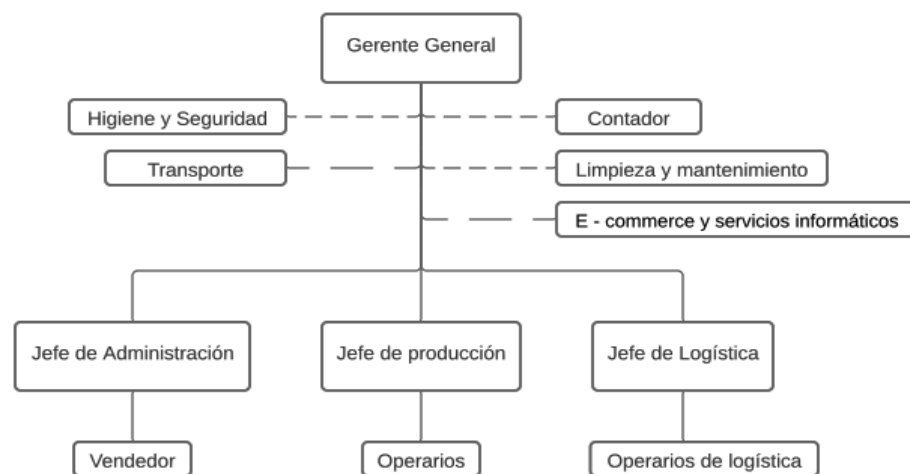 Gerente General
Higiene y Seguridad
Contador
Transporte
Limpieza y mantenimiento
E - commerce y servicios informáticos
Jefe de Administración
Jefe de producción
Jefe de Logística
Vendedor
Operarios
Operarios de logística